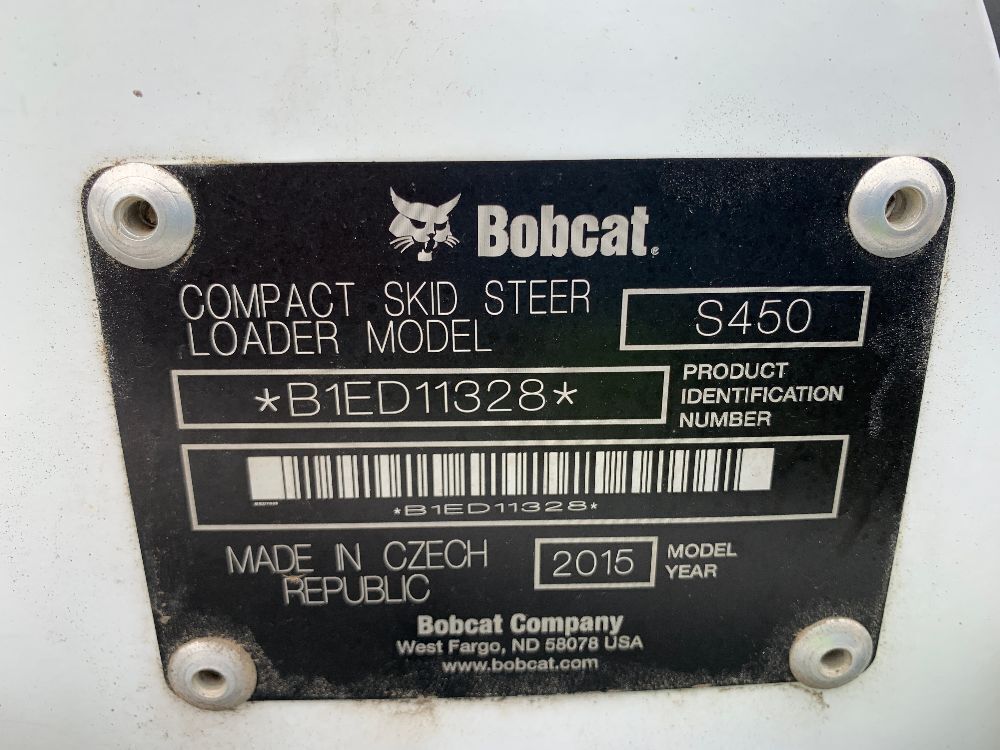 Bobcat®
COMPACT SKID STEER
LOADER MODEL
S450
*B1ED11328*
PRODUCT
IDENTIFICATION
NUMBER
*B1ED11328*
MADE IN CZECH
REPUBLIC
2015
MODEL
YEAR
Bobcat Company
West Fargo, ND 58078 USA
www.bobcat.com